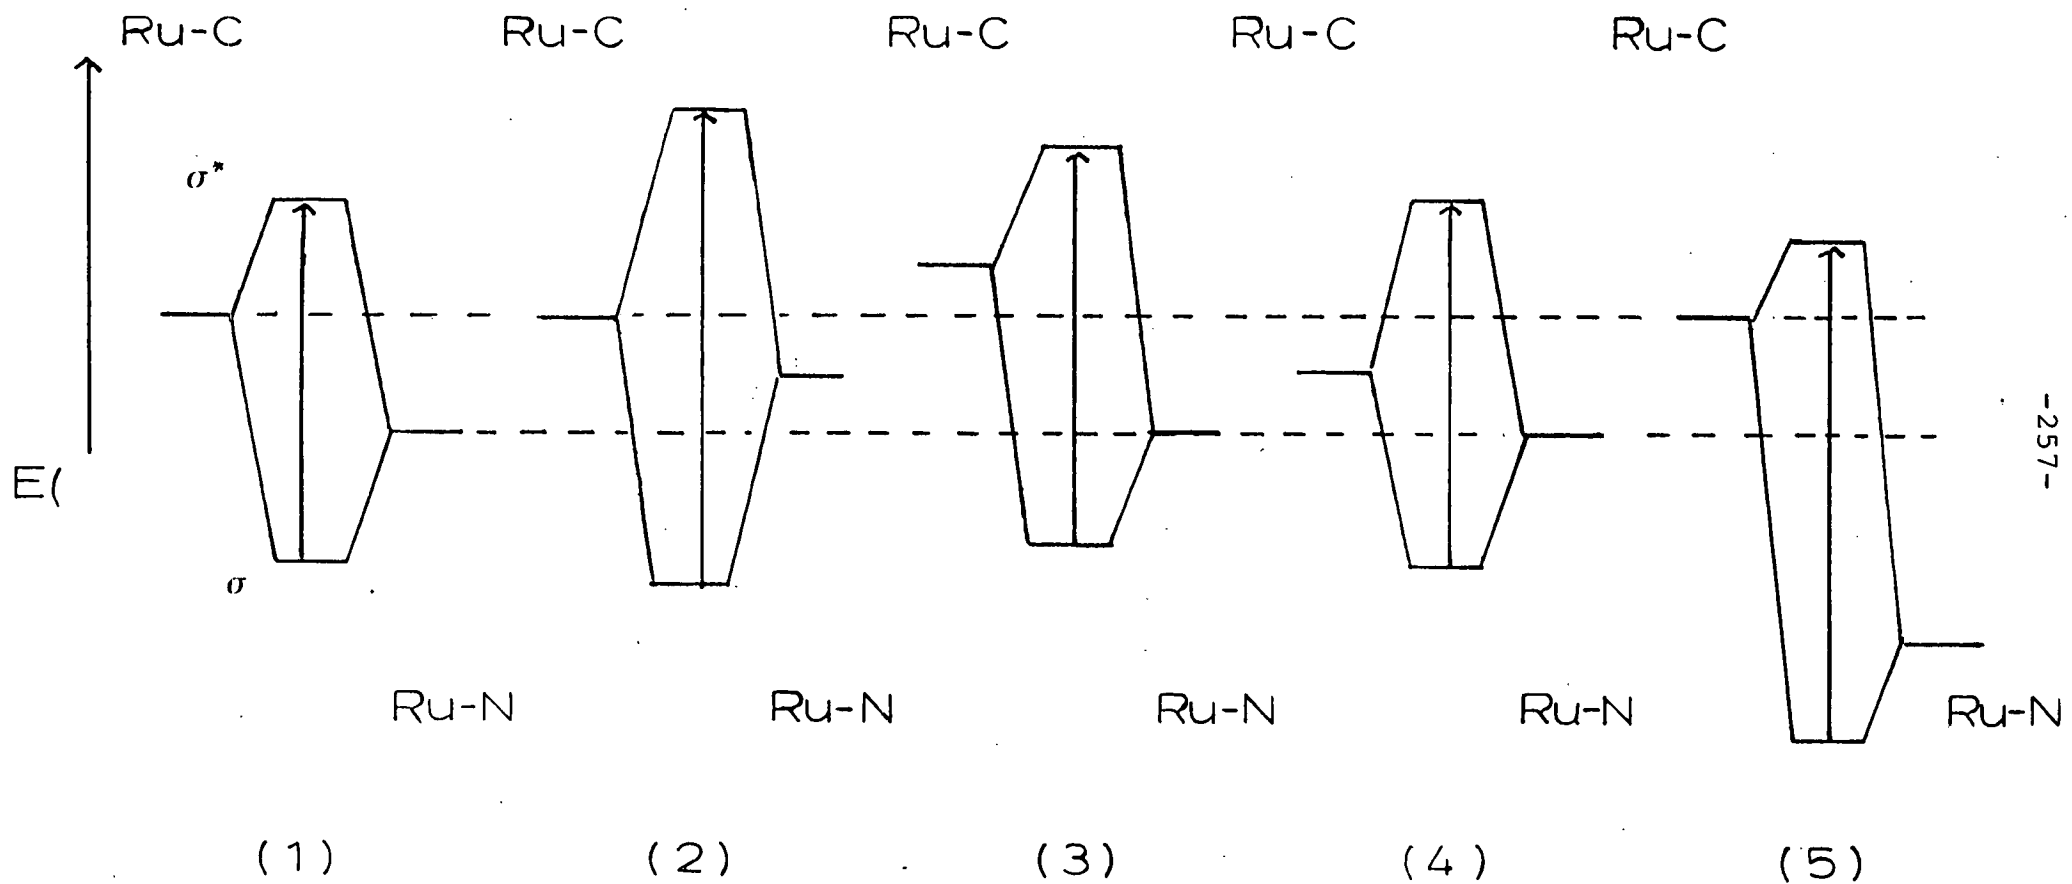 Ru-C Ru-C Ru-C Ru-C Ru-C
σ*
E(
σ
-257-
Ru-N Ru-N Ru-N Ru-N Ru-N
(1) (2) (3) (4) (5)